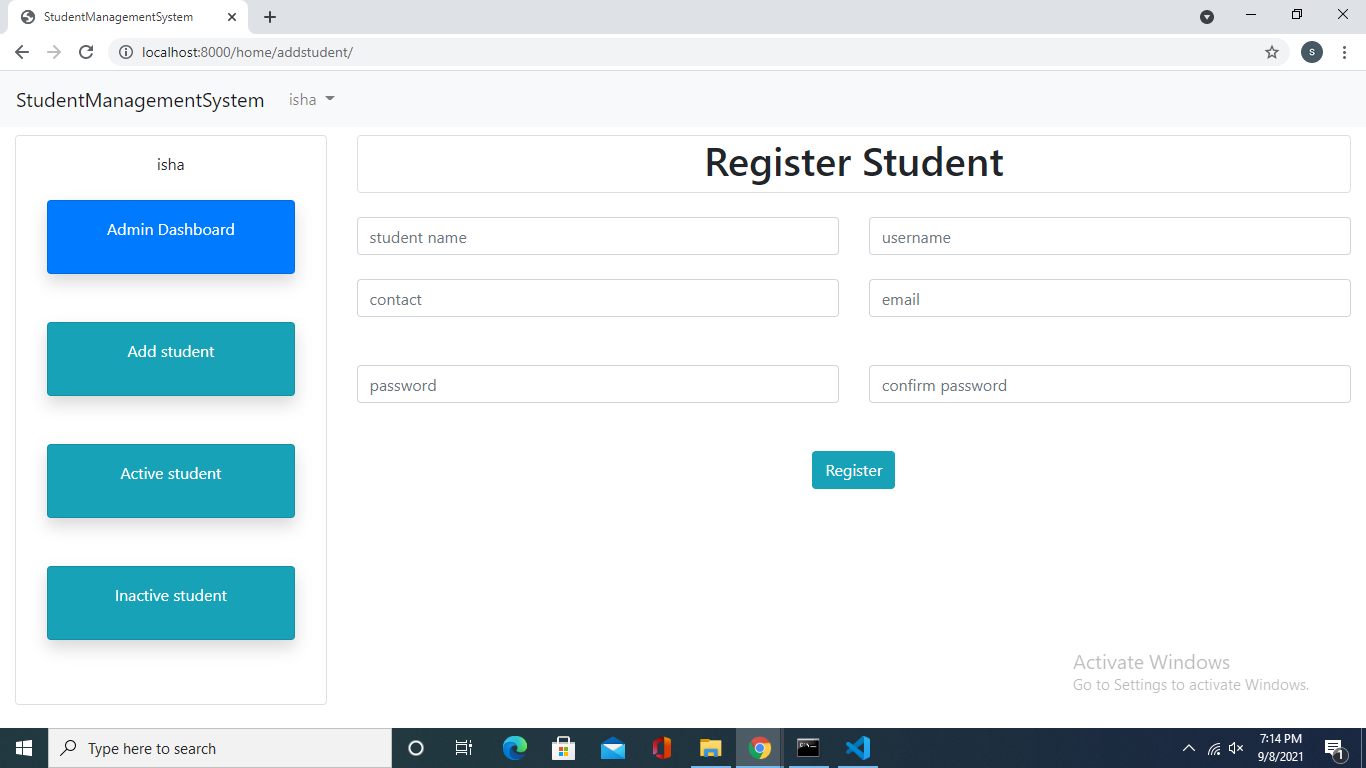 StudentManagementSystem
localhost:8000/home/addstudent/
s
StudentManagementSystem isha
isha
Admin Dashboard
Add student
Active student
Inactive student
Register Student
student name username
contact email
password confirm password
Register
Activate Windows
Go to Settings to activate Windows.
Type here to search
7:14 PM
9/8/2021
1